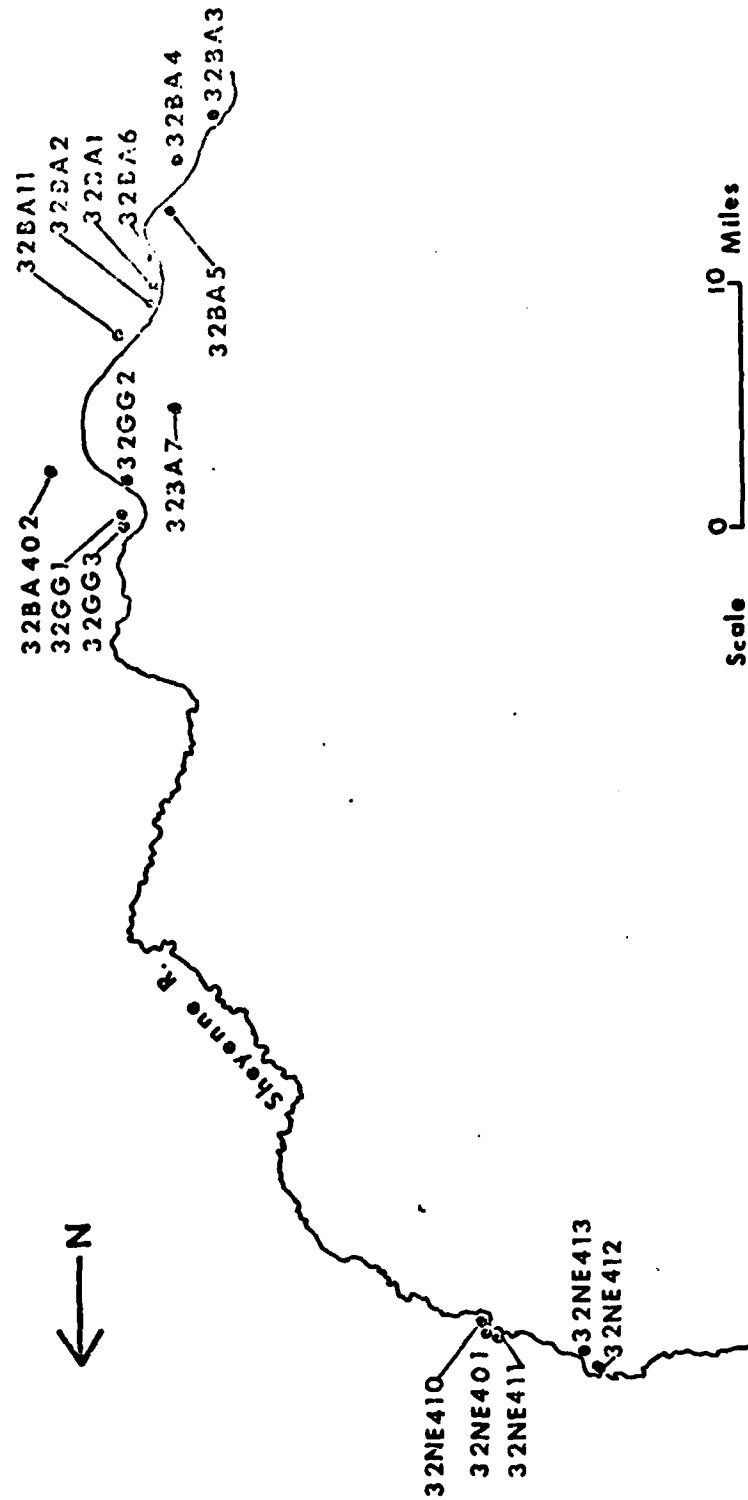 N
32BA402
32GG1
32GG3
32GG2
32BA7
32BA11
32BA2
32BA1
32BA6
32BA5
32BA4
32BA3
Sheyenne R.
32NE410
32NE401
32NE411
32NE413
32NE412
Scale
0
10 Miles